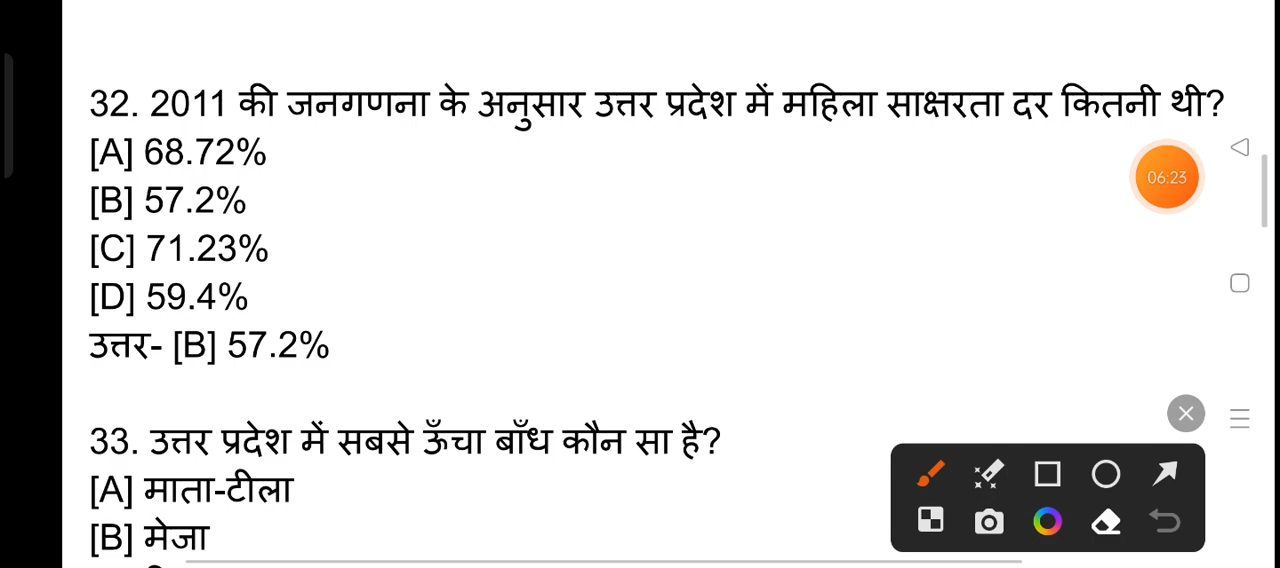 32. 2011 की जनगणना के अनुसार उत्तर प्रदेश में महिला साक्षरता दर कितनी थी?
[A] 68.72%
[B] 57.2%
[C] 71.23%
[D] 59.4%
उत्तर- [B] 57.2%
06:23
33. उत्तर प्रदेश में सबसे ऊँचा बाँध कौन सा है?
[A] माता-टीला
[B] मेजा